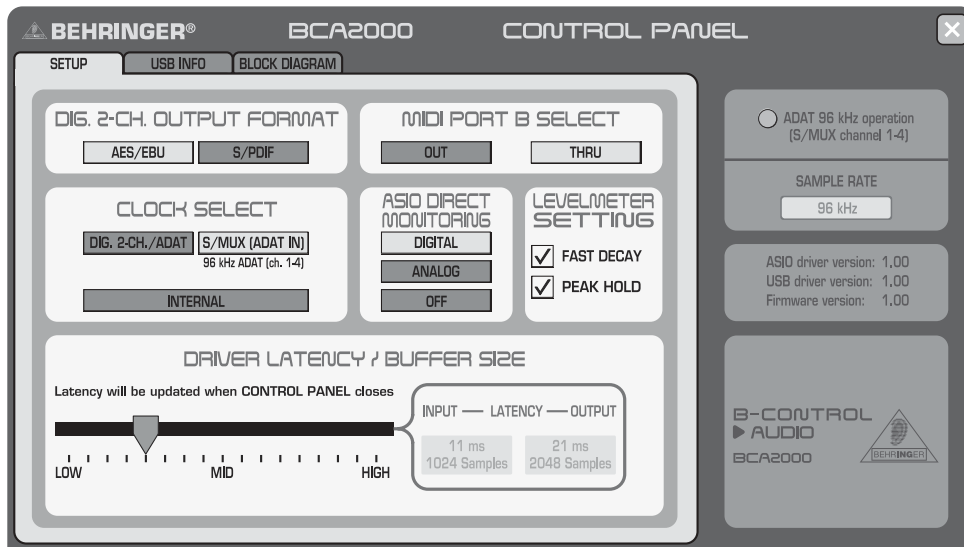 BEHRINGER® BCA2000 CONTROL PANEL
SETUP USB INFO BLOCK DIAGRAM
DIG. 2-CH. OUTPUT FORMAT
AES/EBU S/PDIF
MIDI PORT B SELECT
OUT THRU
CLOCK SELECT
DIG. 2-CH./ADAT S/MUX (ADAT IN)
96 kHz ADAT (ch. 1-4)
INTERNAL
ASIO DIRECT
MONITORING
DIGITAL
ANALOG
OFF
LEVELMETER
SETTING
FAST DECAY
PEAK HOLD
DRIVER LATENCY / BUFFER SIZE
Latency will be updated when CONTROL PANEL closes
LOW MID HIGH
INPUT LATENCY OUTPUT
11 ms 21 ms
1024 Samples 2048 Samples
ADAT 96 kHz operation
(S/MUX channel 1-4)
SAMPLE RATE
96 kHz
ASIO driver version: 1.00
USB driver version: 1.00
Firmware version: 1.00
B-CONTROL
AUDIO
BCA2000
BEHRINGER